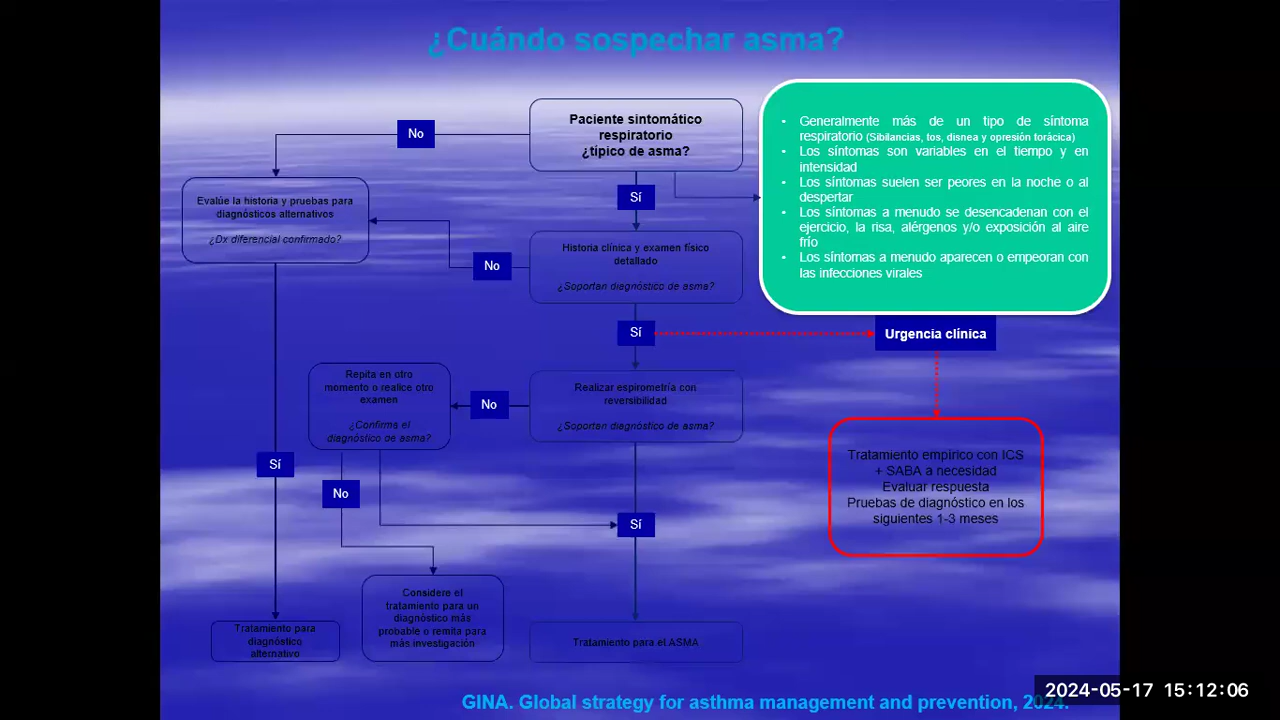 ¿Cuándo sospechar asma?
Paciente sintomático
respiratorio
¿típico de asma?
No
Sí
• Generalmente más de un tipo de síntoma
respiratorio (Sibilancias, tos, disnea y opresión torácica)
• Los síntomas son variables en el tiempo y en
intensidad
• Los síntomas suelen ser peores en la noche o al
despertar
• Los síntomas a menudo se desencadenan con el
ejercicio, la risa, alérgenos y/o exposición al aire
frío
• Los síntomas a menudo aparecen o empeoran con
las infecciones virales
Evalúe la historia y pruebas para
diagnósticos alternativos
¿Dx diferencial confirmado?
No
Historia clínica y examen físico
detallado
¿Soportan diagnóstico de asma?
Sí
Urgencia clínica
Repita en otro
momento o realice otro
examen
¿Confirme el
diagnóstico de asma?
No
Realizar espirometría con
reversibilidad
¿Soportan diagnóstico de asma?
Tratamiento empírico con ICS
+ SABA a necesidad
Evaluar respuesta
Pruebas de diagnóstico en los
siguientes 1-3 meses
Sí
No
Sí
Considere el
tratamiento para un
diagnóstico más
probable o remita para
más investigación
Tratamiento para
diagnóstico
alternativo
Tratamiento para el ASMA
GINA. Global strategy for asthma management and prevention, 2024.
2024-05-17 15:12:06